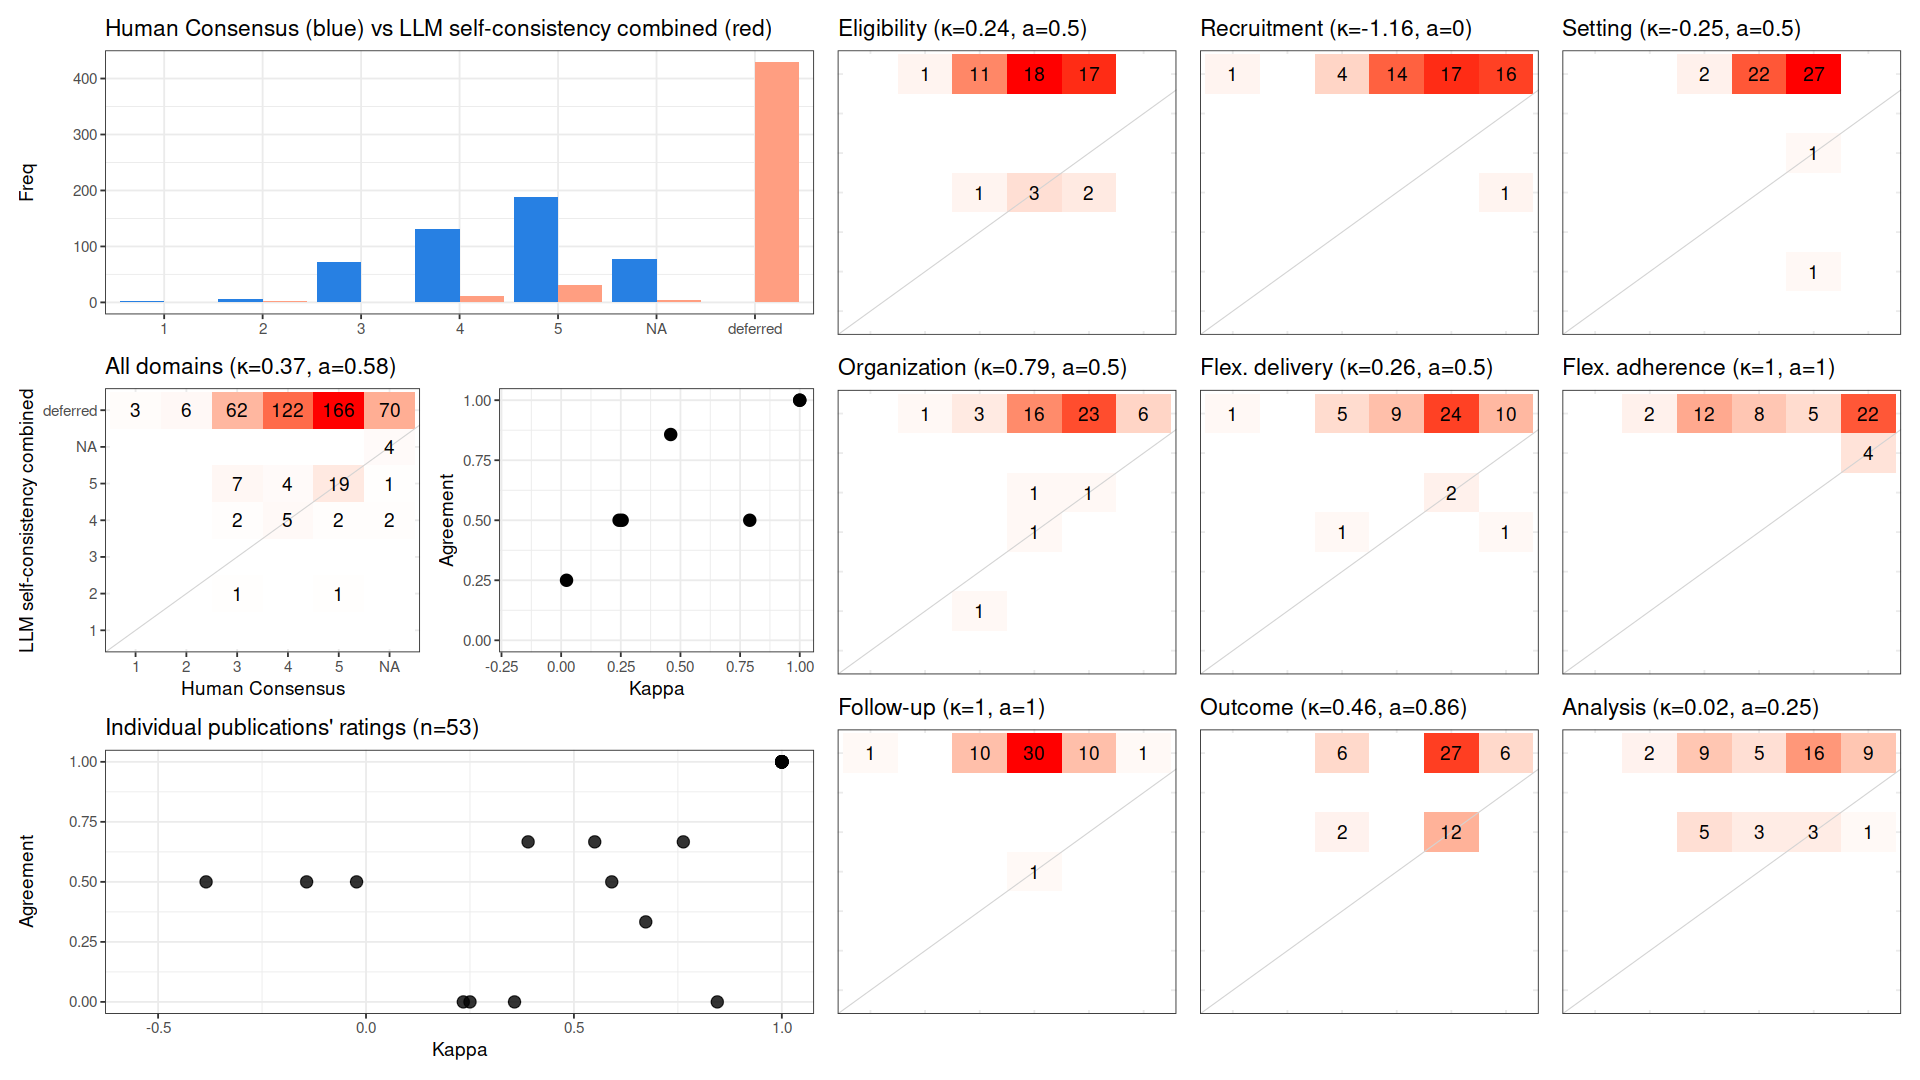 Human Consensus (blue) vs LLM self-consistency combined (red)
Freq
400
300
200
100
0
1 2 3 4 5 NA deferred
Eligibility (κ=0.24, a=0.5)
1 11 18 17
1 3 2
Recruitment (κ=-1.16, a=0)
1 4 14 17 16
1
Setting (κ=-0.25, a=0.5)
2 22 27
1
1
All domains (κ=0.37, a=0.58)
LLM self-consistency combined
deferred 3 6 62 122 166 70
NA 4
5 7 4 19 1
4 2 5 2 2
3
2 1 1
1
1 2 3 4 5 NA
Human Consensus
Agreement
1.00
0.75
0.50
0.25
0.00
-0.25 0.00 0.25 0.50 0.75 1.00
Kappa
Organization (κ=0.79, a=0.5)
1 3 16 23 6
1 1
1
1
Flex. delivery (κ=0.26, a=0.5)
1 5 9 24 10
2
1 1
Flex. adherence (κ=1, a=1)
2 12 8 5 22
4
Individual publications' ratings (n=53)
Agreement
1.00
0.75
0.50
0.25
0.00
-0.5 0.0 0.5 1.0
Kappa
Follow-up (κ=1, a=1)
1 10 30 10 1
1
Outcome (κ=0.46, a=0.86)
6 27 6
2 12
Analysis (κ=0.02, a=0.25)
2 9 5 16 9
5 3 3 1